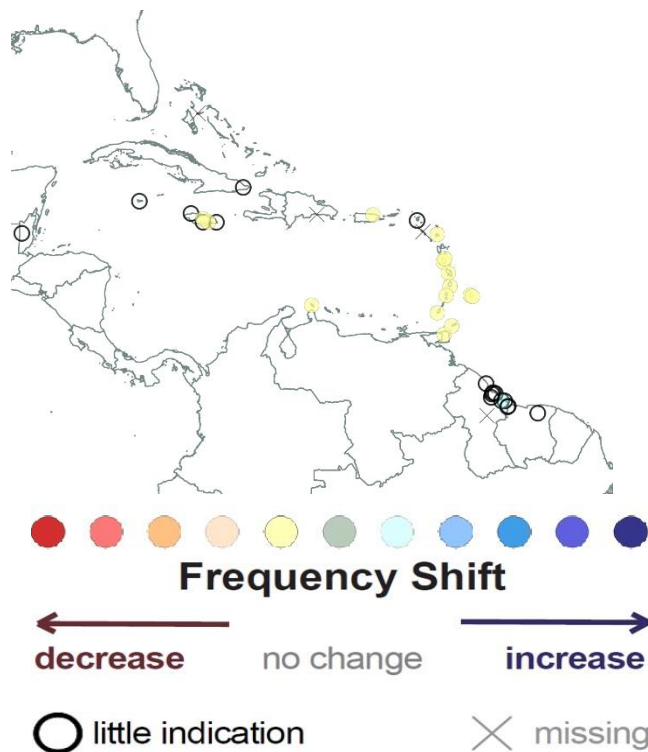 Frequency Shift
decrease no change increase
little indication missing